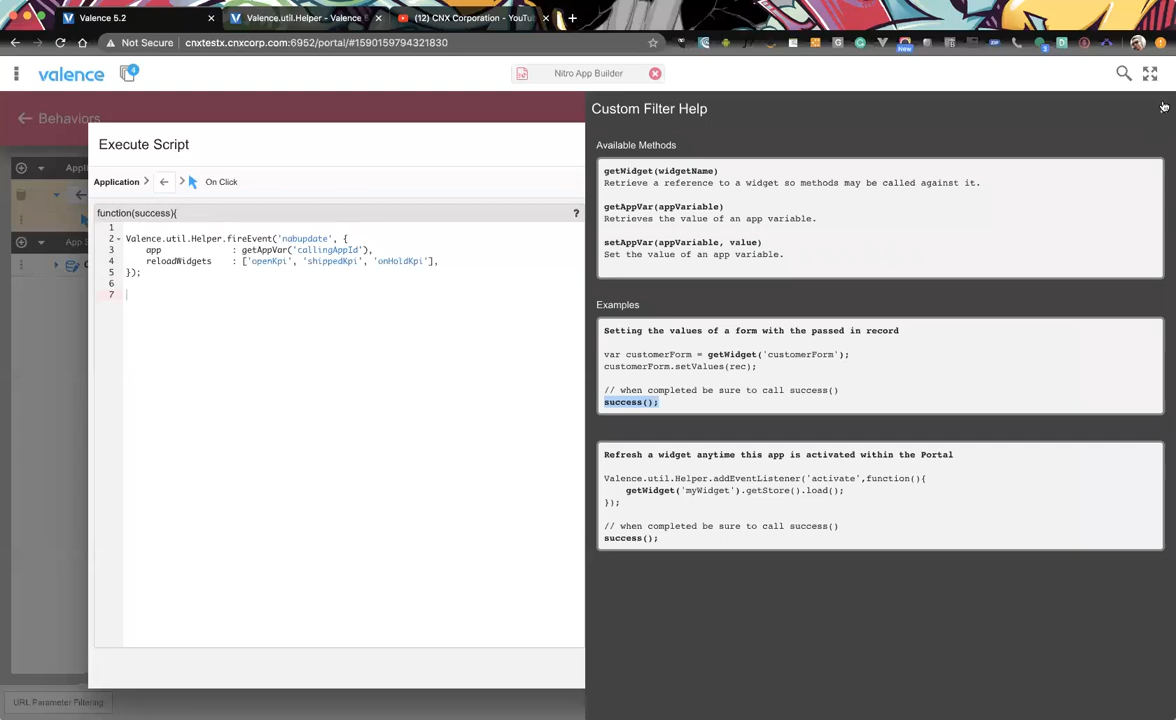 Valence 5.2
Valence.util.Helper - Valence 5
(12) CNX Corporation - YouTu
Not Secure
cnxtestx.cnxcorp.com:6952/portal/#1590159794321830
New
3
valence
4
Nitro App Builder
Behaviors
Appli
App S
Execute Script
Application
On Click
function(success){
?
1
2 Valence.util.Helper.fireEvent('nabupdate', {
3 app : getAppVar('callingAppId'),
4 reloadWidgets : ['openKpi', 'shippedKpi', 'onHoldKpi'],
5 });
6
7
URL Parameter Filtering
Custom Filter Help
Available Methods
getWidget(widgetName)
Retrieve a reference to a widget so methods may be called against it.
getAppVar(appVariable)
Retrieves the value of an app variable.
setAppVar(appVariable, value)
Set the value of an app variable.
Examples
Setting the values of a form with the passed in record
var customerForm = getWidget('customerForm');
customerForm.setValues(rec);
// when completed be sure to call success()
success();
Refresh a widget anytime this app is activated within the Portal
Valence.util.Helper.addEventListener('activate',function(){
getWidget('myWidget').getStore().load();
});
// when completed be sure to call success()
success();